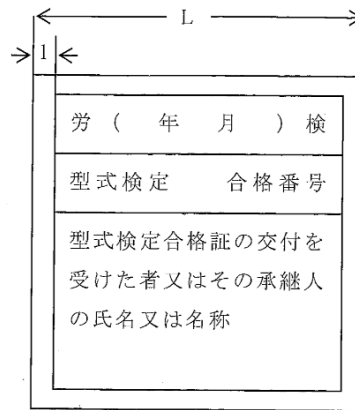 L
1
労（　年　月　）検
型式検定　合格番号
型式検定合格証の交付を
受けた者又はその承継人
の氏名又は名称